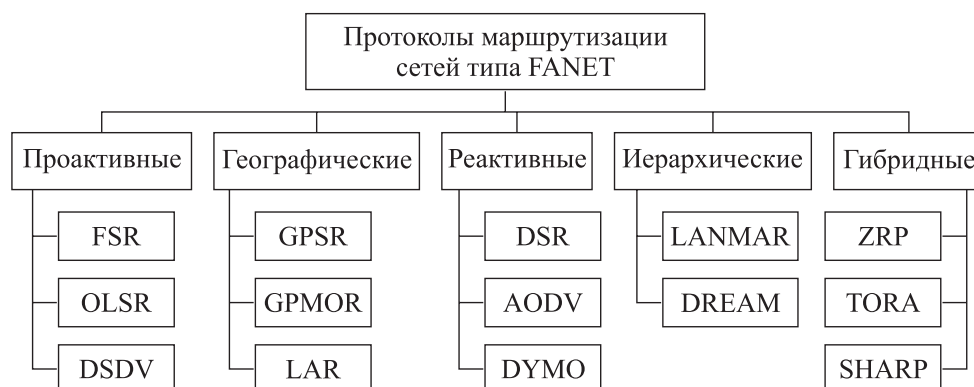 Протоколы маршрутизации
сетей типа FANET
Проактивные
Географические
Реактивные
Иерархические
Гибридные
FSR
GPSR
DSR
LANMAR
ZRP
OLSR
GPMOR
AODV
DREAM
TORA
DSDV
LAR
DYMO
SHARP